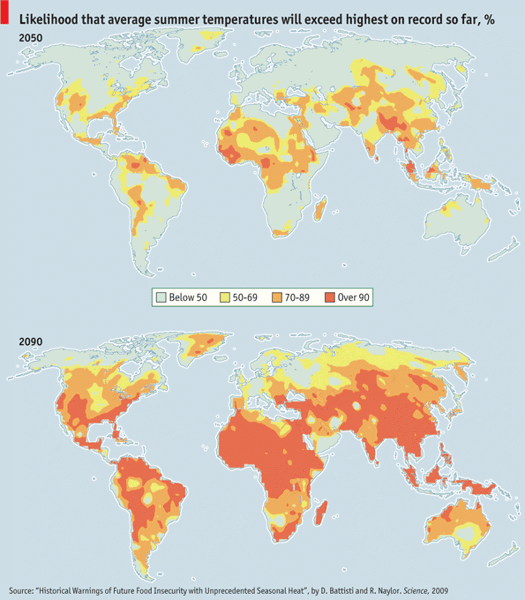 Likelihood that average summer temperatures will exceed highest on record so far, %
2050
Below 50 50-69 70-89 Over 90
2090
Source: “Historical Warnings of Future Food Insecurity with Unprecedented Seasonal Heat”, by D. Battisti and R. Naylor. Science, 2009